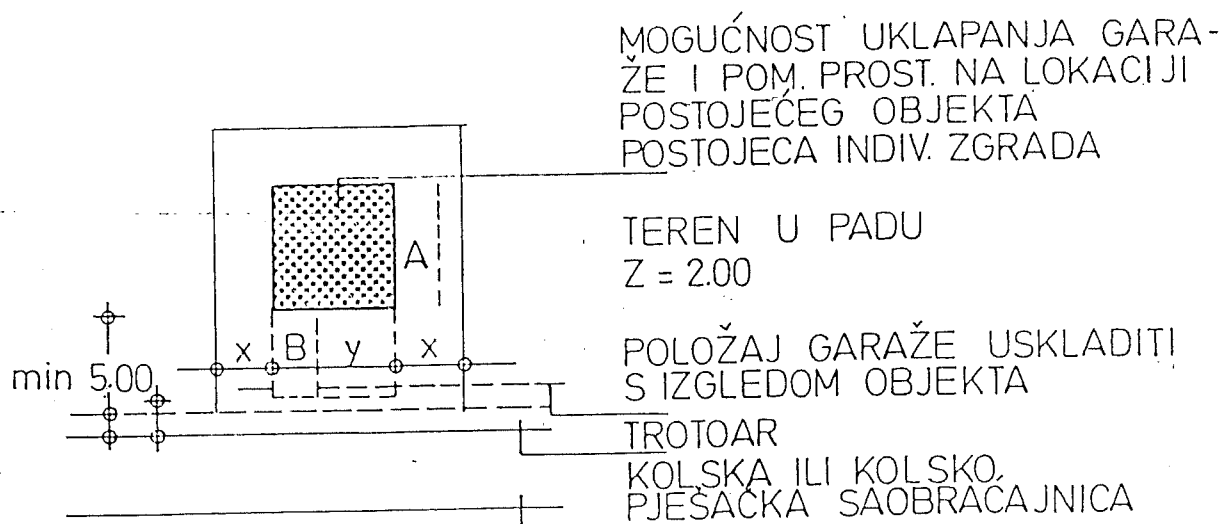 MOGUĆNOST UKLAPANJA GARA-
ŽE I POM. PROST. NA LOKACIJI
POSTOJEĆEG OBJEKTA
POSTOJECA INDIV. ZGRADA
TEREN U PADU
Z = 2.00
A
x B y x
min 5.00
POLOŽAJ GARAŽE USKLADITI
S IZGLEDOM OBJEKTA
TROTOAR
KOLSKA ILI KOLSKO
PJEŠAČKA SAOBRAĆAJNICA